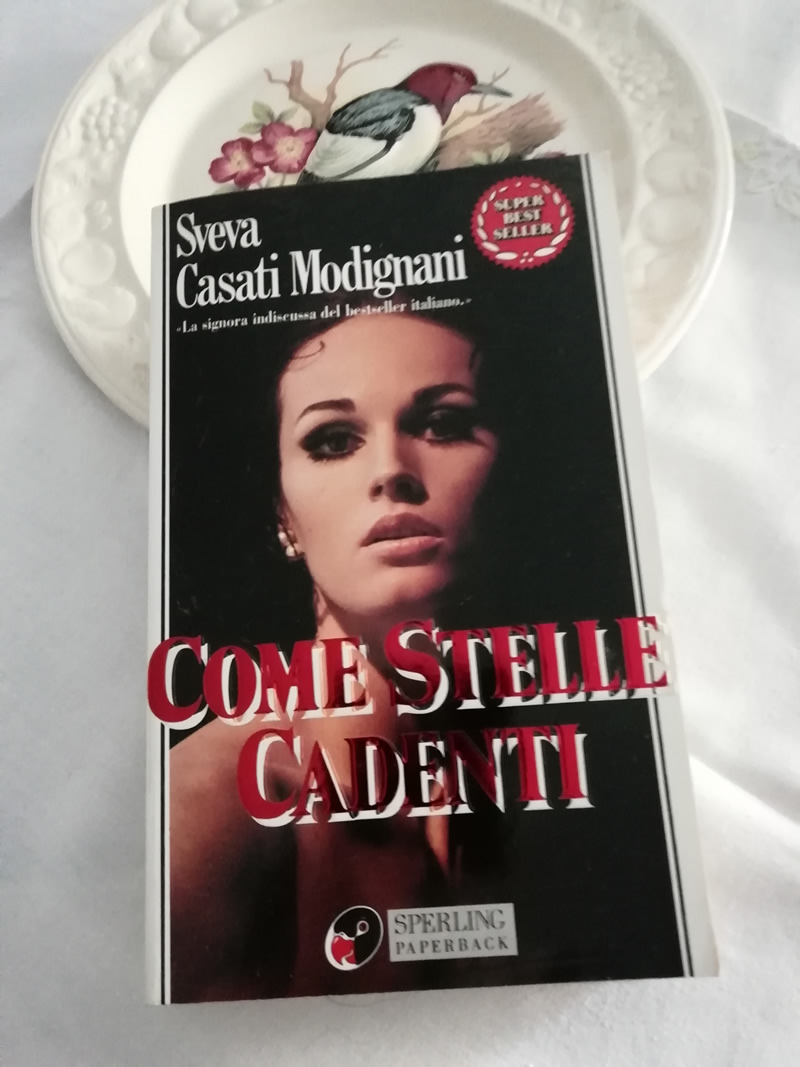 Sveva
Casati Modignani
«La signora indiscussa del bestseller italiano.»
SUPER
BEST
SELLER
COME STELLE
CADENTI
SPERLING
PAPERBACK